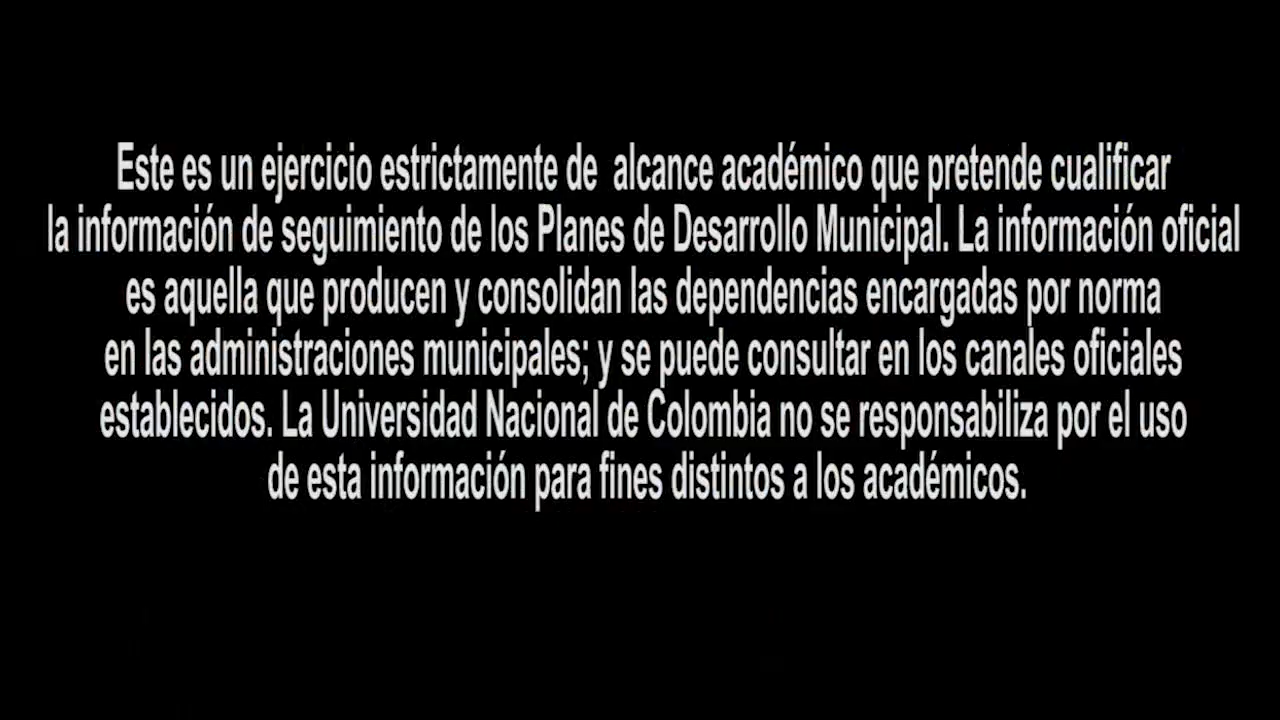 Este es un ejercicio estrictamente de alcance académico que pretende cualificar
la información de seguimiento de los Planes de Desarrollo Municipal. La información oficial
es aquella que producen y consolidan las dependencias encargadas por norma
en las administraciones municipales; y se puede consultar en los canales oficiales
establecidos. La Universidad Nacional de Colombia no se responsabiliza por el uso
de esta información para fines distintos a los académicos.